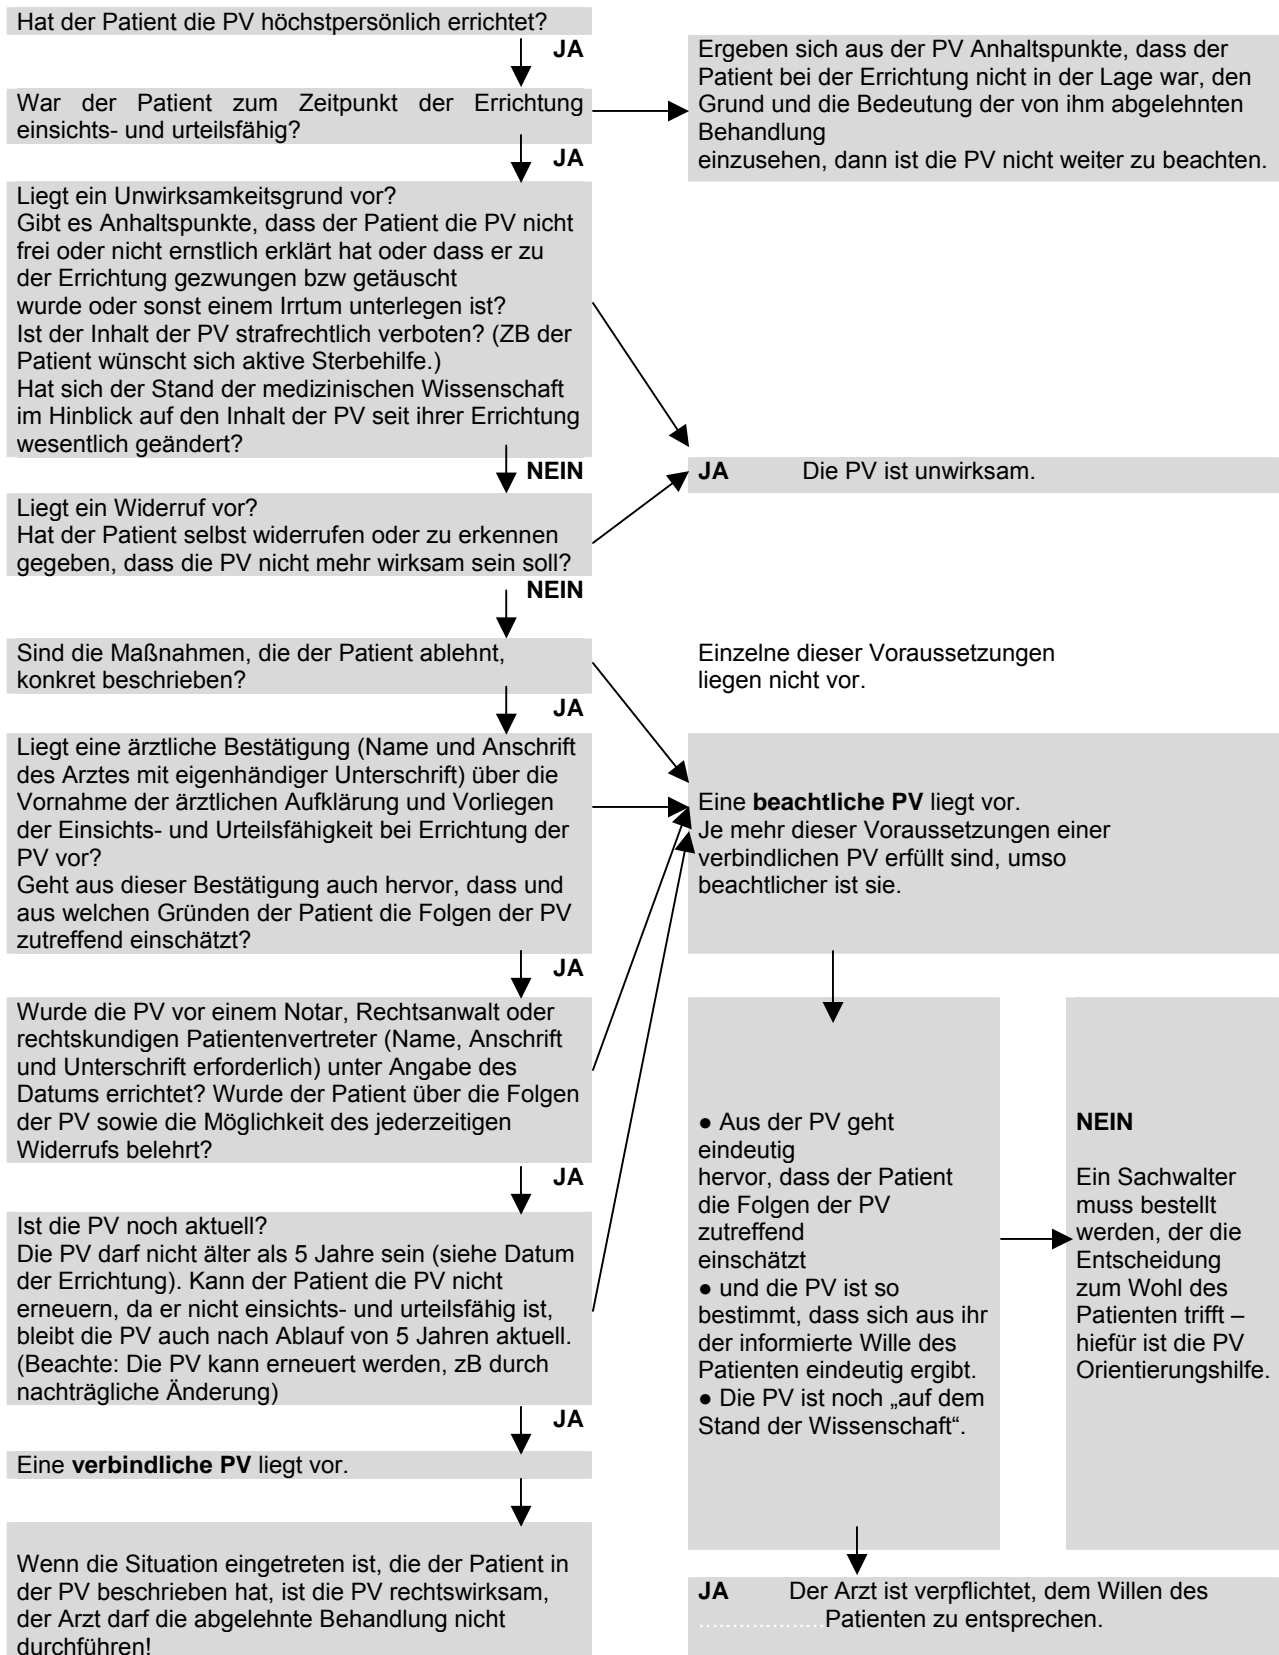 Hat der Patient die PV höchstpersönlich errichtet?
JA
War der Patient zum Zeitpunkt der Errichtung
einsichts- und urteilsfähig?
Ergeben sich aus der PV Anhaltspunkte, dass der
Patient bei der Errichtung nicht in der Lage war, den
Grund und die Bedeutung der von ihm abgelehnten
Behandlung
einzusehen, dann ist die PV nicht weiter zu beachten.
JA
Liegt ein Unwirksamkeitsgrund vor?
Gibt es Anhaltspunkte, dass der Patient die PV nicht
frei oder nicht ernstlich erklärt hat oder dass er zu
der Errichtung gezwungen bzw getäuscht
wurde oder sonst einem Irrtum unterlegen ist?
Ist der Inhalt der PV strafrechtlich verboten? (ZB der
Patient wünscht sich aktive Sterbehilfe.)
Hat sich der Stand der medizinischen Wissenschaft
im Hinblick auf den Inhalt der PV seit ihrer Errichtung
wesentlich geändert?
NEIN
JA Die PV ist unwirksam.
Liegt ein Widerruf vor?
Hat der Patient selbst widerrufen oder zu erkennen
gegeben, dass die PV nicht mehr wirksam sein soll?
NEIN
Sind die Maßnahmen, die der Patient ablehnt,
konkret beschrieben?
Einzelne dieser Voraussetzungen
liegen nicht vor.
JA
Liegt eine ärztliche Bestätigung (Name und Anschrift
des Arztes mit eigenhändiger Unterschrift) über die
Vornahme der ärztlichen Aufklärung und Vorliegen
der Einsichts- und Urteilsfähigkeit bei Errichtung der
PV vor?
Geht aus dieser Bestätigung auch hervor, dass und
aus welchen Gründen der Patient die Folgen der PV
zutreffend einschätzt?
Eine beachtliche PV liegt vor.
Je mehr dieser Voraussetzungen einer
verbindlichen PV erfüllt sind, umso
beachtlicher ist sie.
JA
Wurde die PV vor einem Notar, Rechtsanwalt oder
rechtskundigen Patientenvertreter (Name, Anschrift
und Unterschrift erforderlich) unter Angabe des
Datums errichtet? Wurde der Patient über die Folgen
der PV sowie die Möglichkeit des jederzeitigen
Widerrufs belehrt?
JA
Ist die PV noch aktuell?
Die PV darf nicht älter als 5 Jahre sein (siehe Datum
der Errichtung). Kann der Patient die PV nicht
erneuern, da er nicht einsichts- und urteilsfähig ist,
bleibt die PV auch nach Ablauf von 5 Jahren aktuell.
(Beachte: Die PV kann erneuert werden, zB durch
nachträgliche Änderung)
● Aus der PV geht
eindeutig
hervor, dass der Patient
die Folgen der PV
zutreffend
einschätzt
● und die PV ist so
bestimmt, dass sich aus ihr
der informierte Wille des
Patienten eindeutig ergibt.
● Die PV ist noch „auf dem
Stand der Wissenschaft“.
NEIN
Ein Sachwalter
muss bestellt
werden, der die
Entscheidung
zum Wohl des
Patienten trifft –
hiefür ist die PV
Orientierungshilfe.
JA
Eine verbindliche PV liegt vor.
Wenn die Situation eingetreten ist, die der Patient in
der PV beschrieben hat, ist die PV rechtswirksam,
der Arzt darf die abgelehnte Behandlung nicht
durchführen!
JA Der Arzt ist verpflichtet, dem Willen des
...................Patienten zu entsprechen.